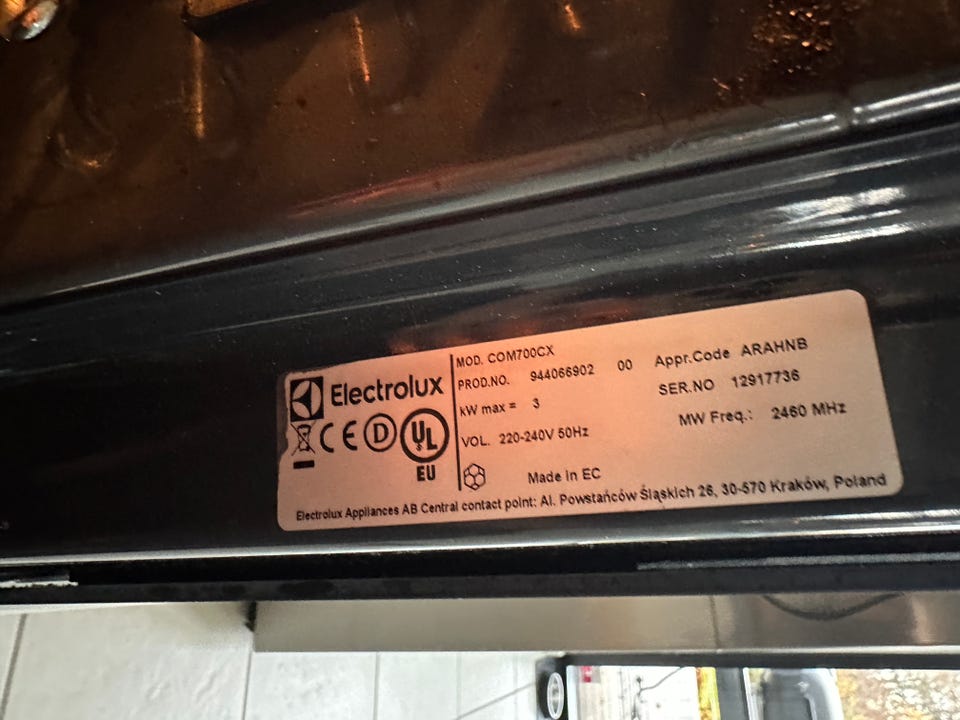 Electrolux
CE D UL
EU
MOD. COM700CX
PROD.NO. 944066902 00 Appr.Code ARAHNB
kW max = 3 SER.NO 12917736
VOL. 220-240V 50Hz MW Freq.: 2460 MHz
Made in EC
Electrolux Appliances AB Central contact point: Al. Powstańców Śląskich 26, 30-570 Kraków, Poland